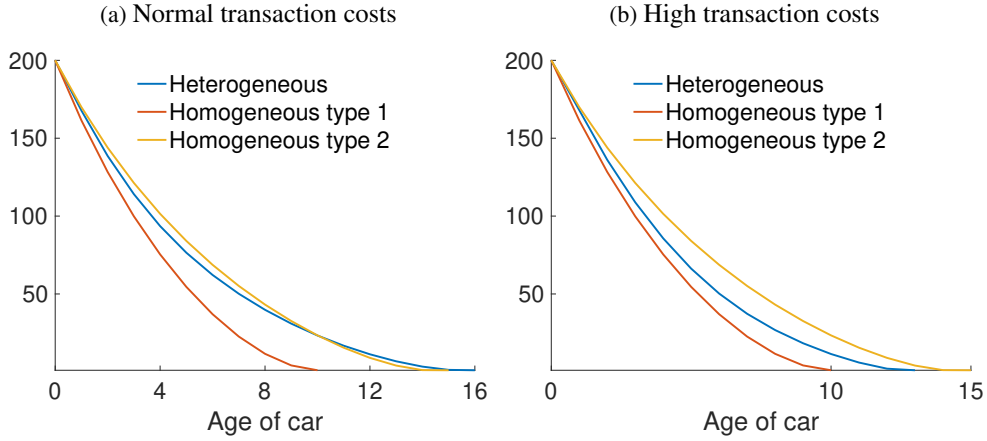 (a) Normal transaction costs
200
150
100
50
0
4
8
12
16
Heterogeneous
Homogeneous type 1
Homogeneous type 2
Age of car
(b) High transaction costs
200
150
100
50
0
10
15
Heterogeneous
Homogeneous type 1
Homogeneous type 2
Age of car